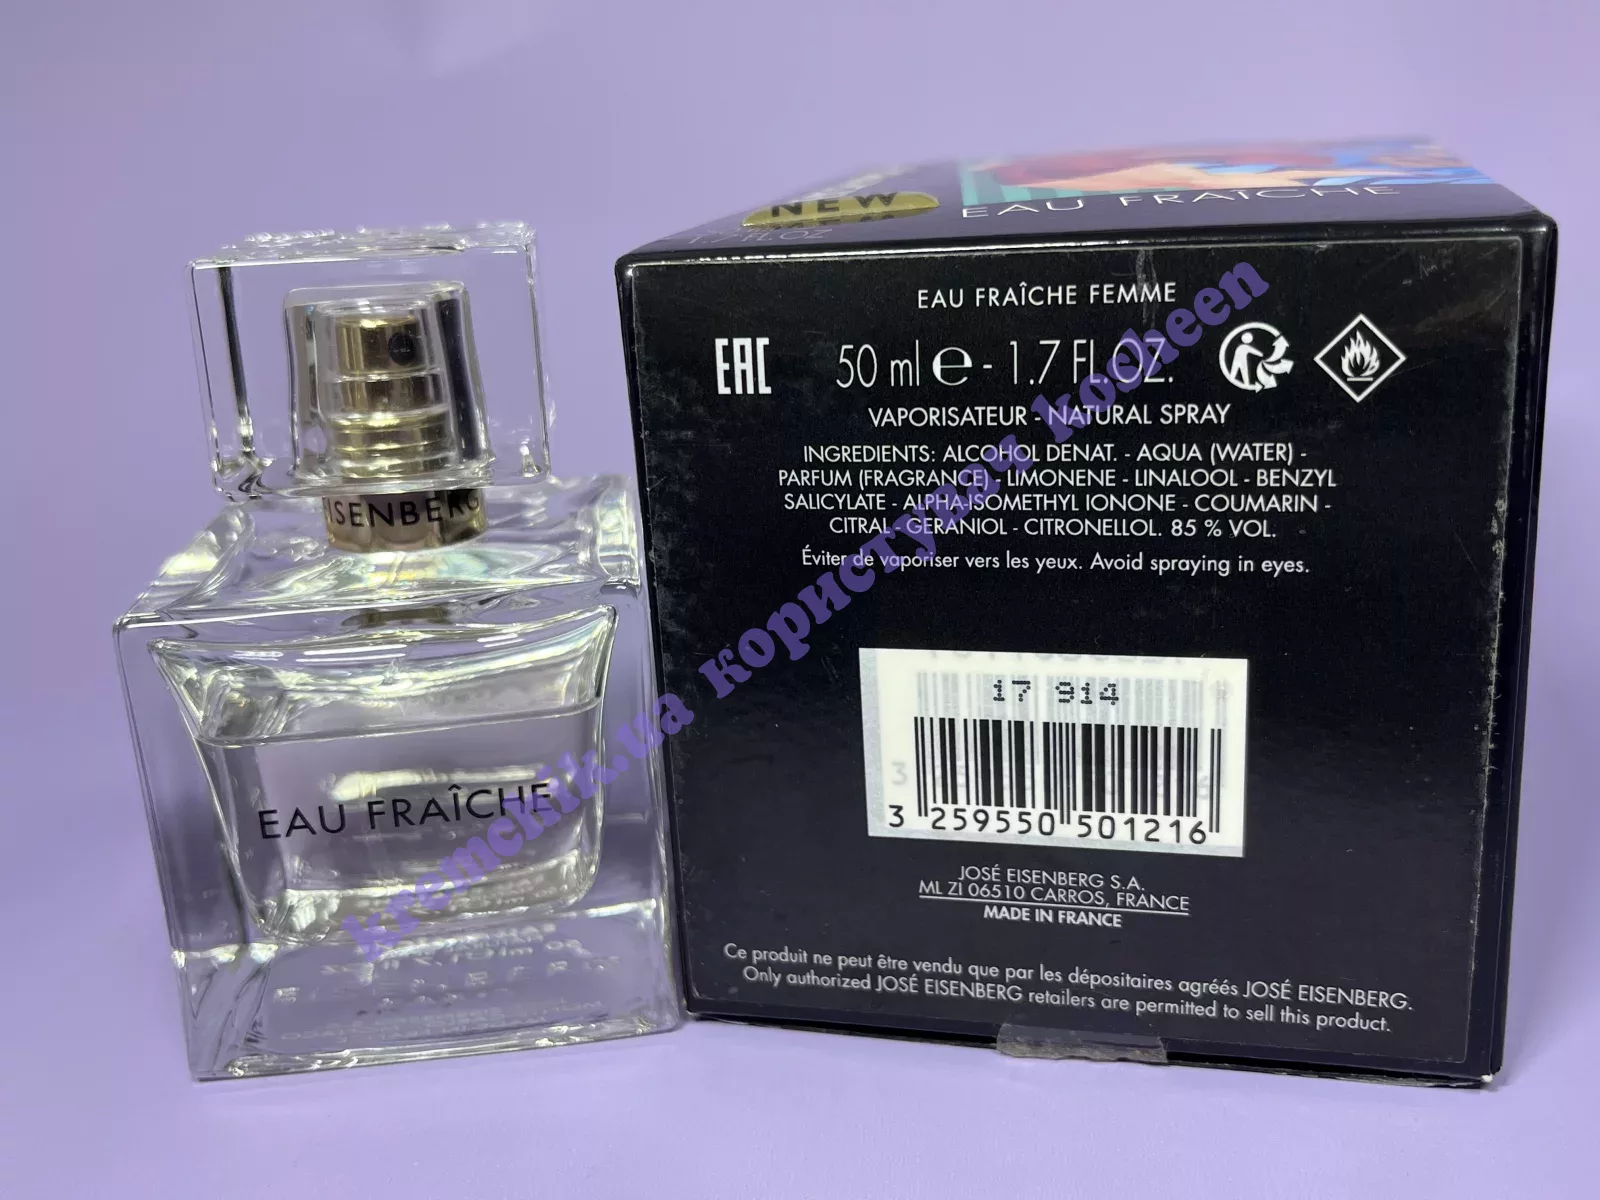 NEW
1.7 FL.OZ
EAU FRAÎCHE
EISENBERG
EAU FRAÎCHE
EAU FRAÎCHE FEMME
EAC
50 ml e - 1.7 FL.OZ.
VAPORISATEUR - NATURAL SPRAY
INGREDIENTS: ALCOHOL DENAT. - AQUA (WATER) -
PARFUM (FRAGRANCE) - LIMONENE - LINALOOL - BENZYL
SALICYLATE - ALPHA-ISOMETHYL IONONE - COUMARIN -
CITRAL - GERANIOL - CITRONELLOL. 85 % VOL.
Éviter de vaporiser vers les yeux. Avoid spraying in eyes.
17 914
3 259550 501216
JOSÉ EISENBERG S.A.
ML ZI 06510 CARROS, FRANCE
MADE IN FRANCE
Ce produit ne peut être vendu que par les dépositaires agréés JOSÉ EISENBERG.
Only authorized JOSÉ EISENBERG retailers are permitted to sell this product.
kremchik.ua користувач kocheen